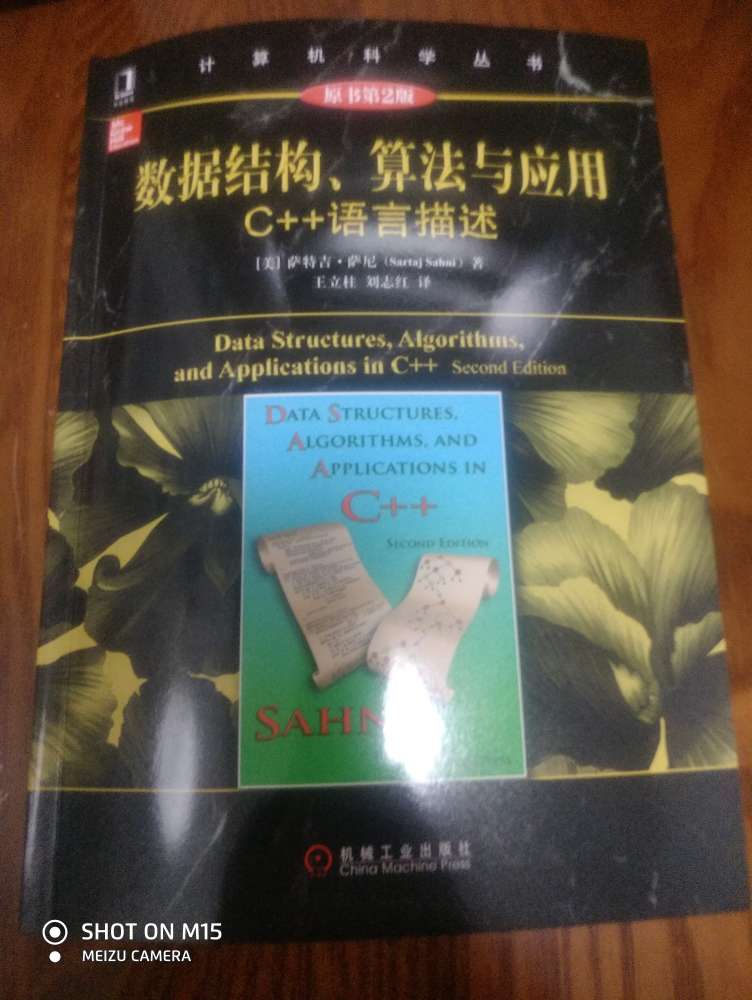 计算机科学丛书
原书第2版
数据结构、算法与应用
C++语言描述
[美] 萨特吉·萨尼 (Sartaj Sahni) 著
王立柱 刘志红 译
Data Structures, Algorithms,
and Applications in C++ Second Edition
DATA STRUCTURES,
ALGORITHMS, AND
APPLICATIONS IN
C++
SECOND EDITION
SAHN
机械工业出版社
China Machine Press
SHOT ON M15
MEIZU CAMERA